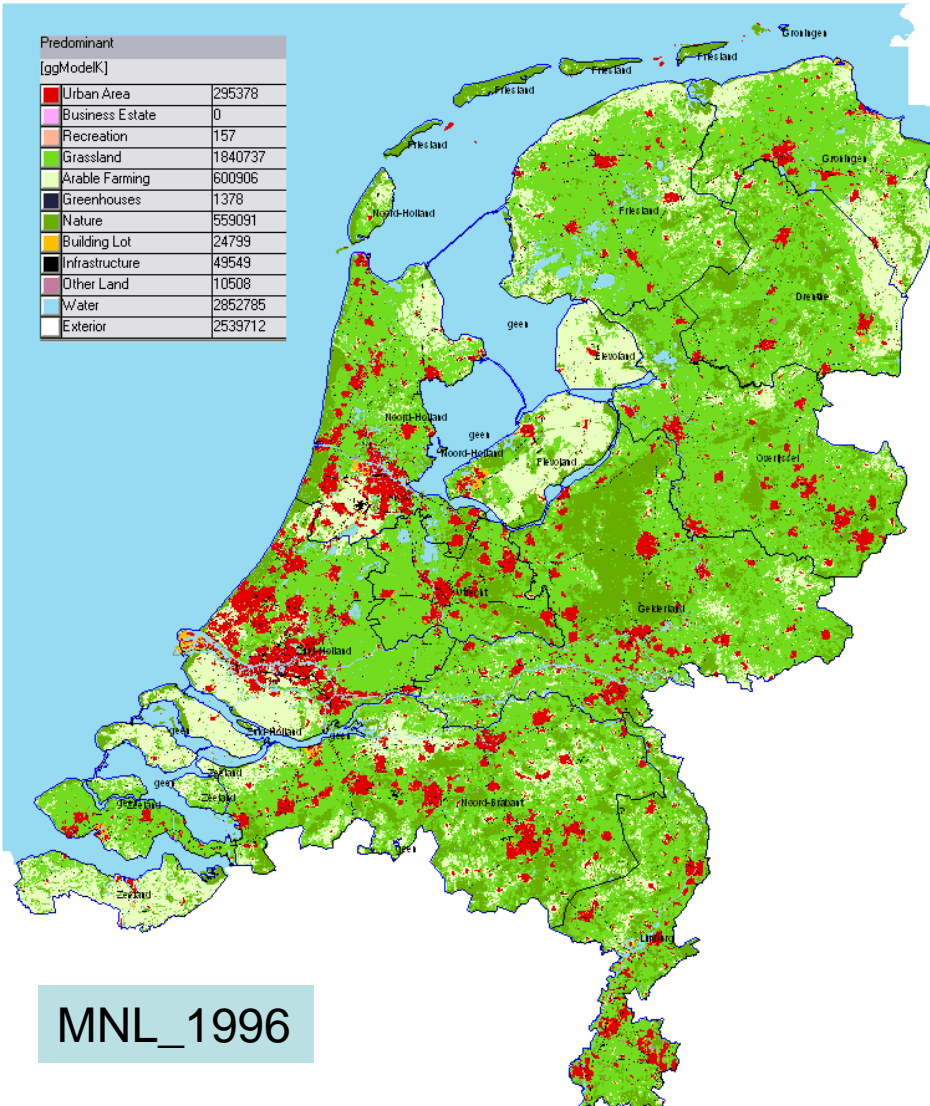 Predominant
[ggModelK]
Urban Area 295378
Business Estate 0
Recreation 157
Grassland 1840737
Arable Farming 600906
Greenhouses 1378
Nature 559091
Building Lot 24799
Infrastructure 49549
Other Land 10508
Water 2852785
Exterior 2539712
Groningen
Friesland
Friesland
Friesland
Friesland
Groningen
Noord-Holland
Friesland
Drenthe
geen
Flevoland
Noord-Holland
geen
Noord-Holland
Flevoland
Overijssel
Utrecht
Gelderland
Zuid-Holland
geen
Zuid-Holland
geen
Zeeland
geen
Zeeland
geen
Zeeland
Noord-Brabant
geen
Zeeland
Limburg
MNL_1996